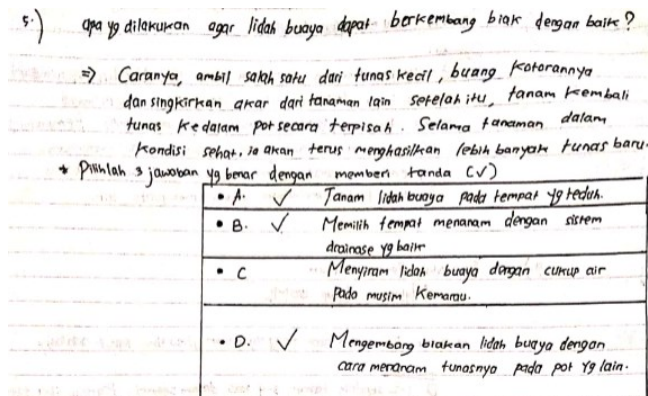 5.) apa yg dilakukan agar lidah buaya dapat berkembang biak dengan baik?
=> Caranya, ambil salah satu dari tunas kecil, buang kotorannya
dan singkirkan akar dari tanaman lain setelah itu, tanam kembali
tunas kedalam pot secara terpisah. Selama tanaman dalam
kondisi sehat, ia akan terus menghasilkan lebih banyak tunas baru.
* Pilihlah 3 jawaban yg benar dengan memberi tanda (✓)
• A. ✓ Tanam lidah buaya pada tempat yg teduh.
• B. ✓ Memilih tempat menanam dengan sistem
drainase yg baik
• C Menyiram lidah buaya dengan cukup air
pada musim kemarau.
• D. ✓ Mengembang biakan lidah buaya dengan
cara menanam tunasnya pada pot yg lain.